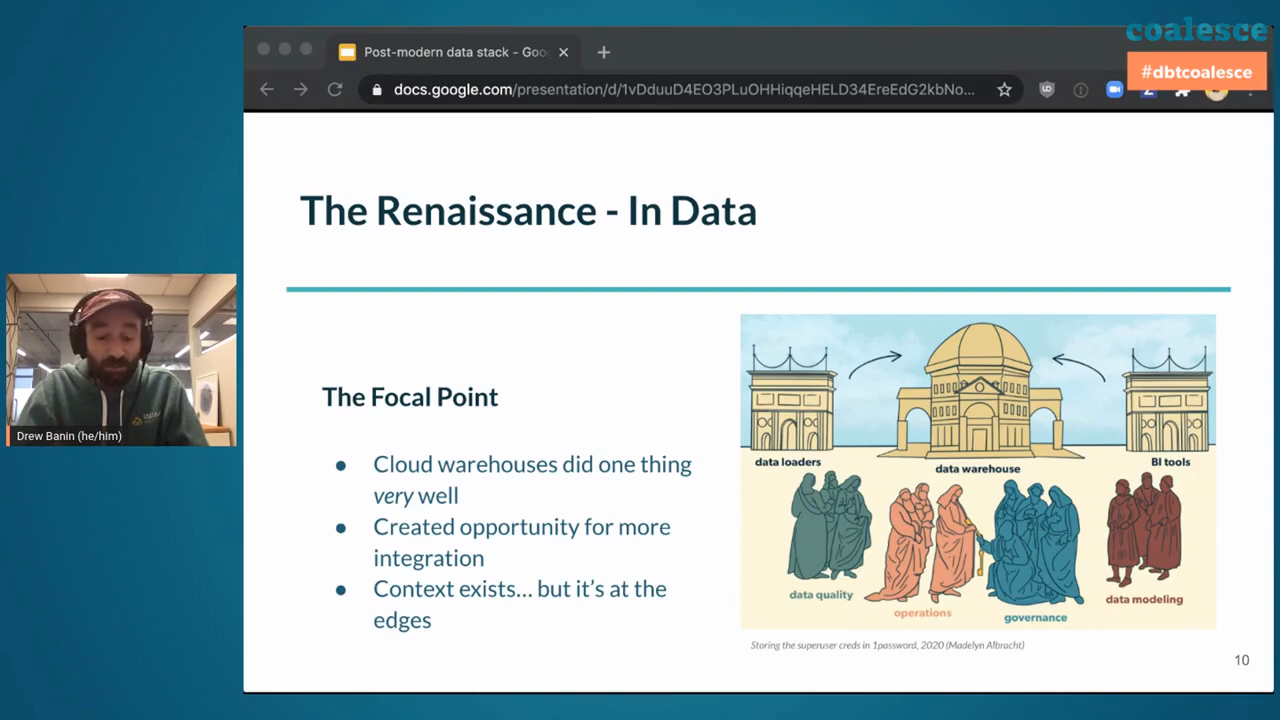 coalesce
#dbtcoalesce
Post-modern data stack - Goo
docs.google.com/presentation/d/1vDduuD4EO3PLuOHHiqqeHELD34EreEdG2kbNo...
The Renaissance - In Data
The Focal Point
● Cloud warehouses did one thing
very well
● Created opportunity for more
integration
● Context exists... but it's at the
edges
data loaders
data warehouse
BI tools
data quality
operations
governance
data modeling
Storing the superuser creds in 1password, 2020 (Madelyn Albracht)
10
Drew Banin (he/him)